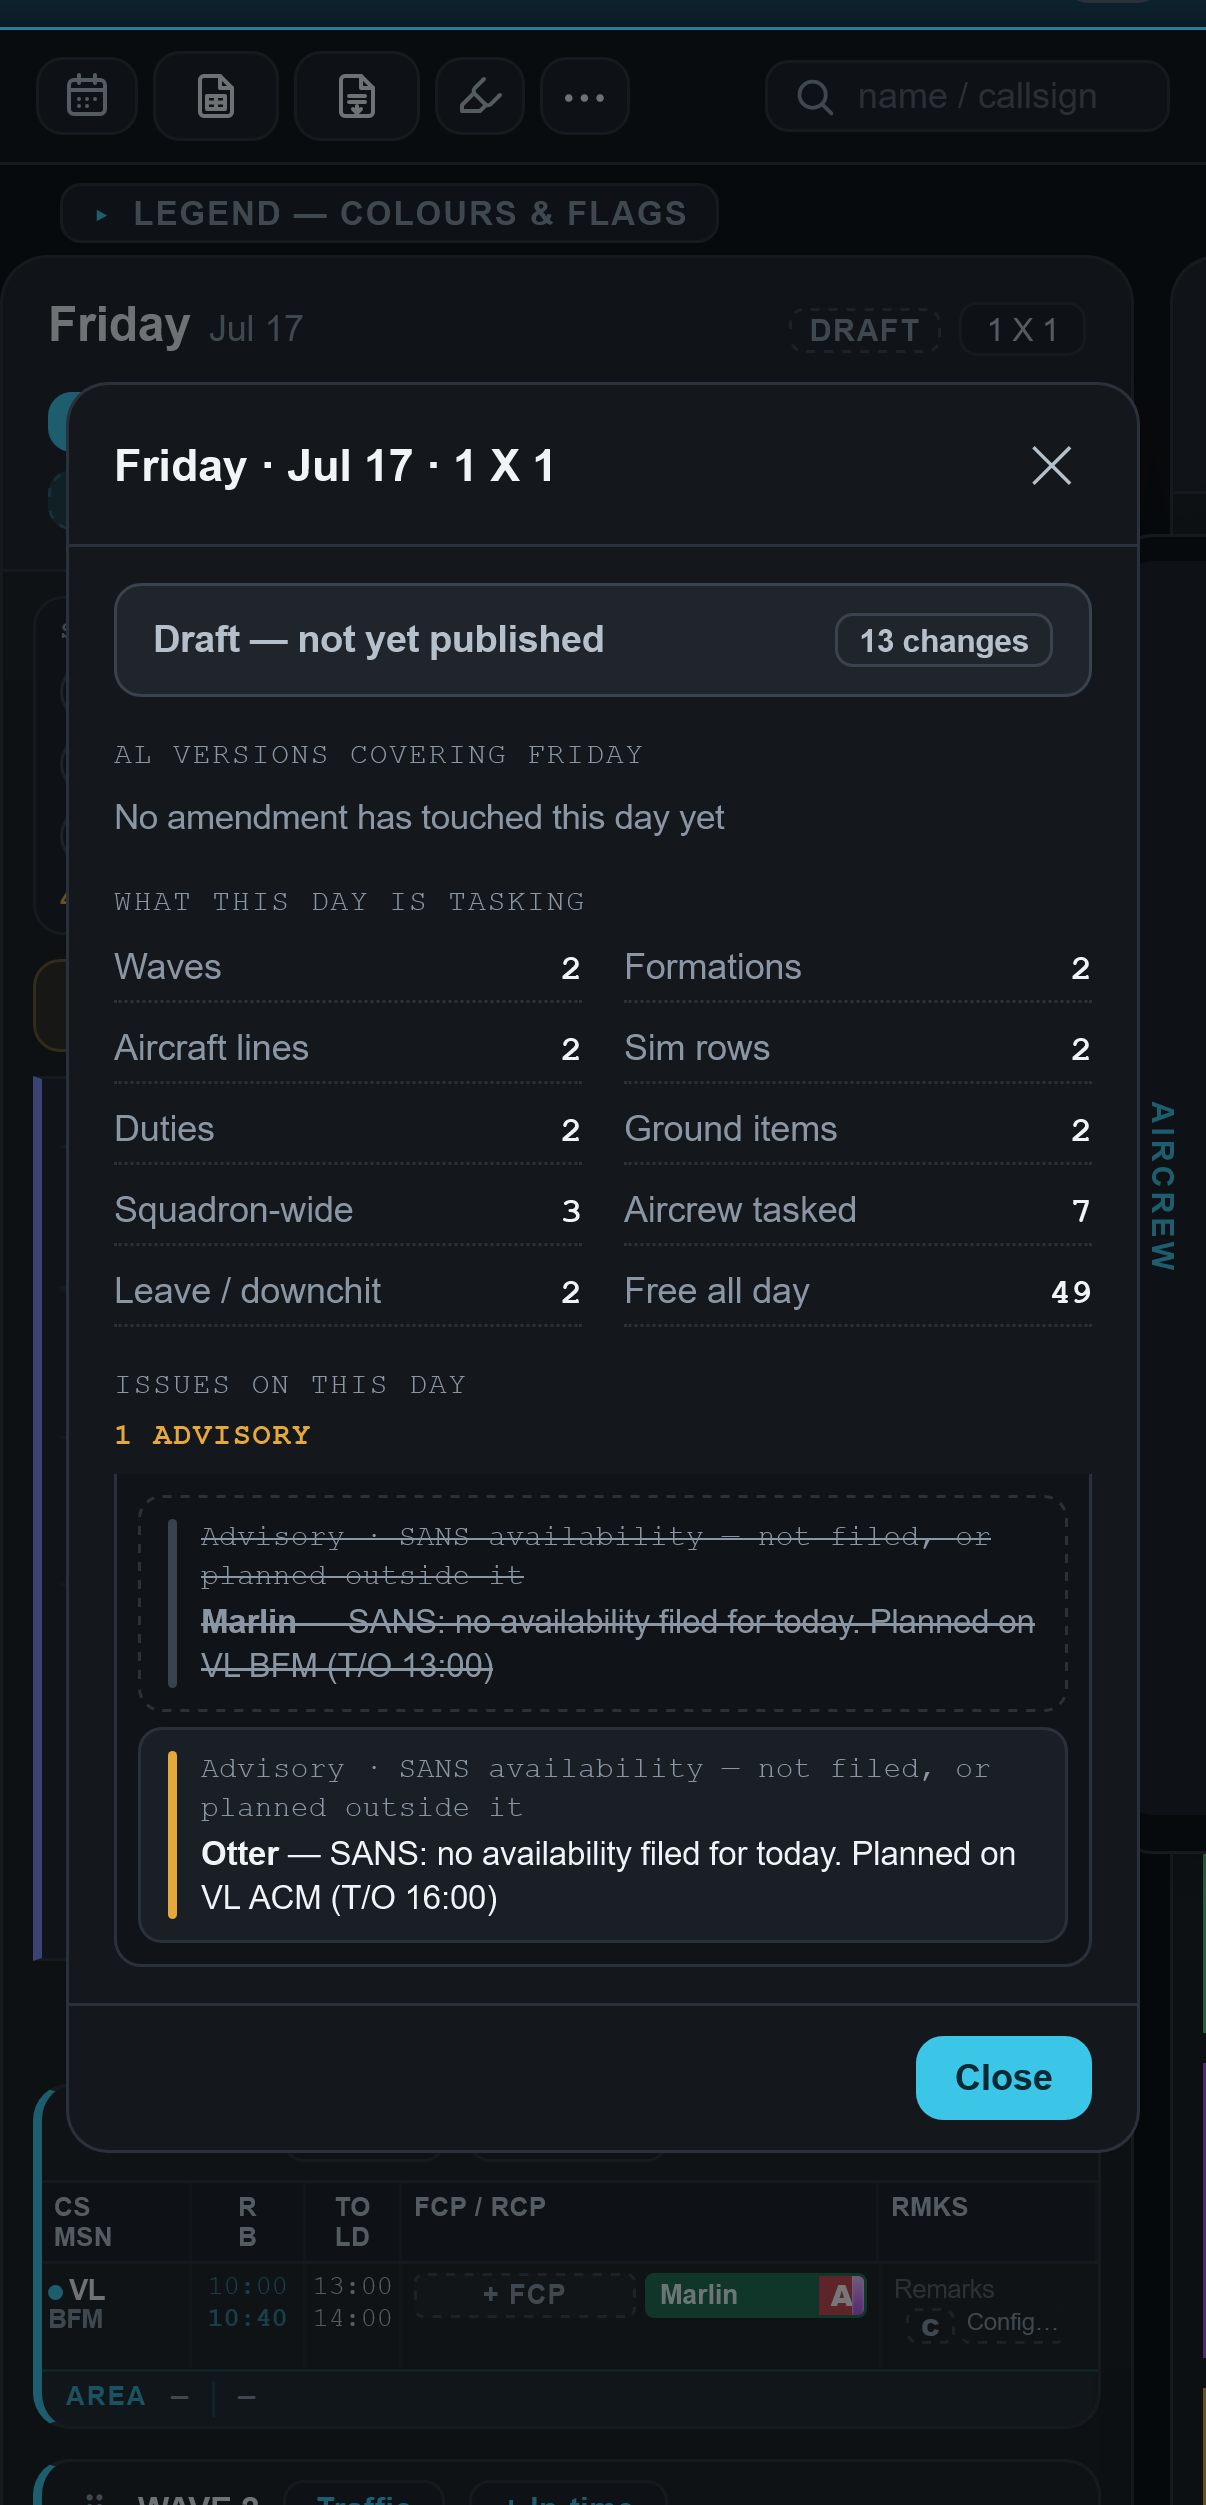 name / callsign
LEGEND — COLOURS & FLAGS
Friday Jul 17 DRAFT 1 X 1
Friday · Jul 17 · 1 X 1
Draft — not yet published 13 changes
AL VERSIONS COVERING FRIDAY
No amendment has touched this day yet
WHAT THIS DAY IS TASKING
Waves 2 Formations 2
Aircraft lines 2 Sim rows 2
Duties 2 Ground items 2
Squadron-wide 3 Aircrew tasked 7
Leave / downchit 2 Free all day 49
AIRCREW
ISSUES ON THIS DAY
1 ADVISORY
Advisory · SANS availability — not filed, or
planned outside it
Marlin — SANS: no availability filed for today. Planned on
VL BFM (T/O 13:00)
Advisory · SANS availability — not filed, or
planned outside it
Otter — SANS: no availability filed for today. Planned on
VL ACM (T/O 16:00)
Close
CS R TO FCP / RCP RMKS
MSN B LD
VL 10:00 13:00 + FCP Marlin A Remarks
BFM 10:40 14:00 C Config...
AREA — —
WAVE 2 Traffic + In-time